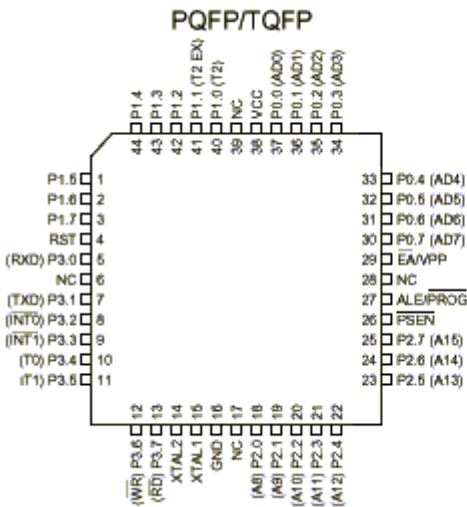 PQFP/TQFP
P1.4
P1.3
P1.2
P1.1 (T2 EX)
P1.0 (T2)
NC
VCC
P0.0 (AD0)
P0.1 (AD1)
P0.2 (AD2)
P0.3 (AD3)
44 43 42 41 40 39 38 37 36 35 34
P1.5 1
P1.6 2
P1.7 3
RST 4
(RXD) P3.0 5
NC 6
(TXD) P3.1 7
(INT0) P3.2 8
(INT1) P3.3 9
(T0) P3.4 10
(T1) P3.5 11
33 P0.4 (AD4)
32 P0.5 (AD5)
31 P0.6 (AD6)
30 P0.7 (AD7)
29 EA/VPP
28 NC
27 ALE/PROG
26 PSEN
25 P2.7 (A15)
24 P2.6 (A14)
23 P2.5 (A13)
12 13 14 15 16 17 18 19 20 21 22
(WR) P3.6
(RD) P3.7
XTAL2
XTAL1
GND
NC
(A8) P2.0
(A9) P2.1
(A10) P2.2
(A11) P2.3
(A12) P2.4